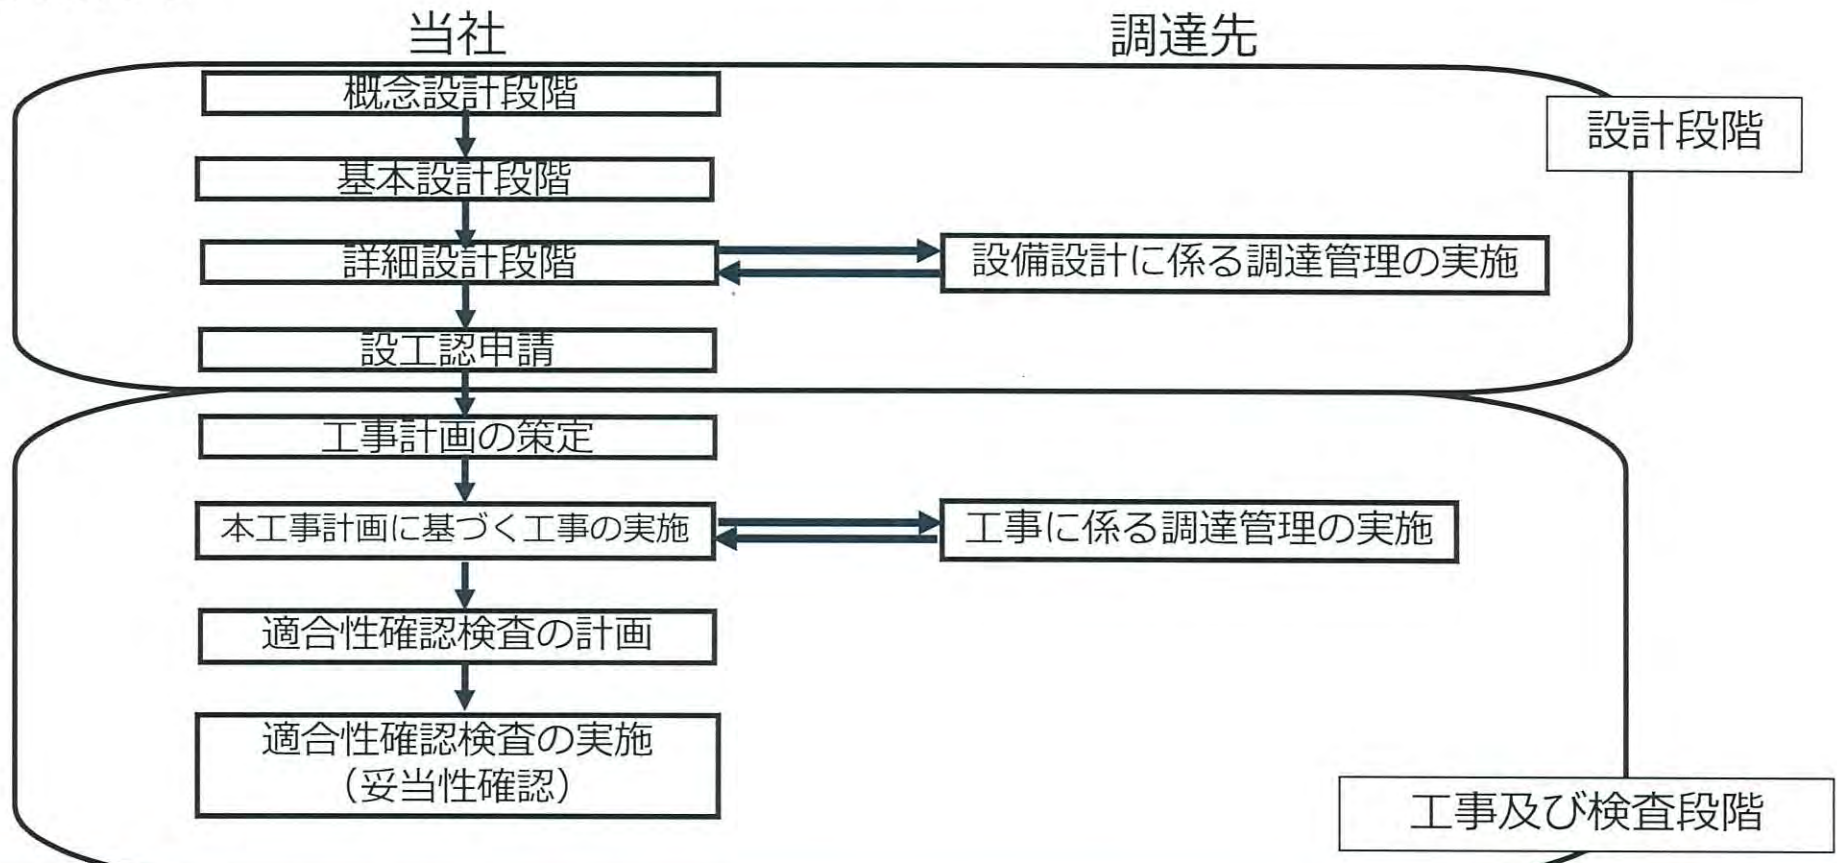 当社
調達先
概念設計段階
設計段階
基本設計段階
詳細設計段階
設備設計に係る調達管理の実施
設工認申請
工事計画の策定
本工事計画に基づく工事の実施
工事に係る調達管理の実施
適合性確認検査の計画
適合性確認検査の実施
（妥当性確認）
工事及び検査段階